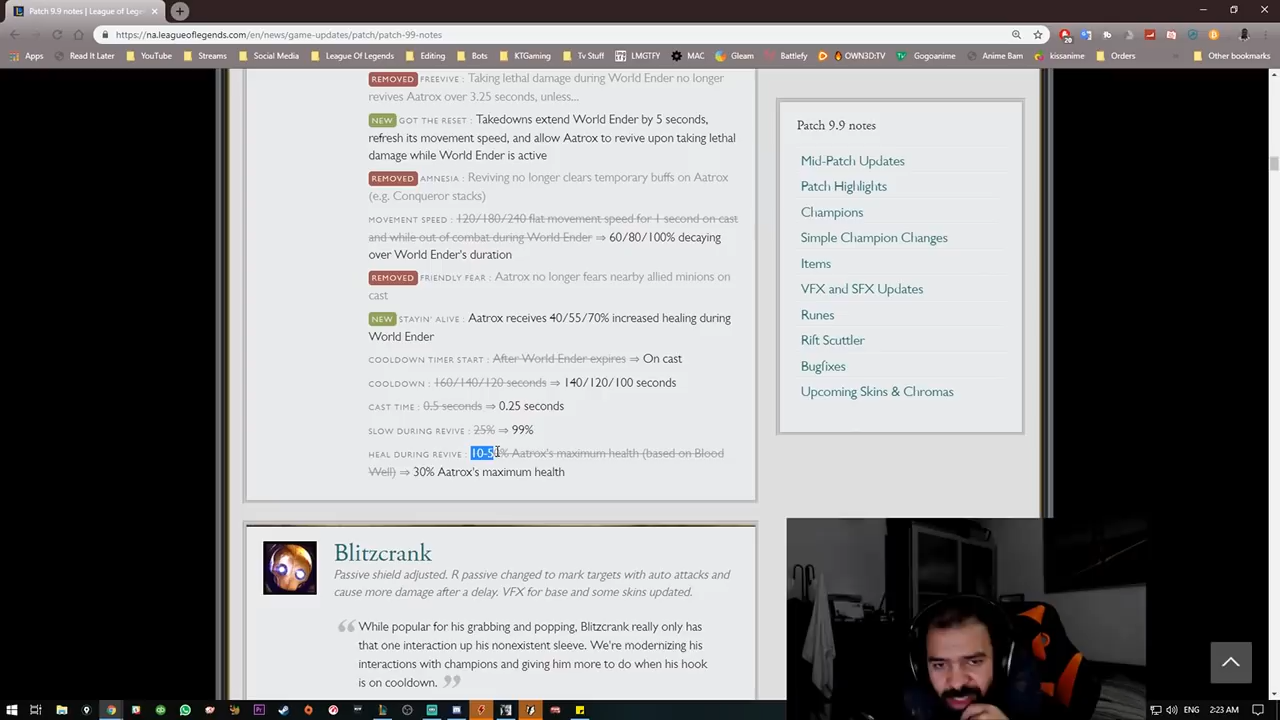 Patch 9.9 notes | League of Lege
https://na.leagueoflegends.com/en/news/game-updates/patch/patch-99-notes
Apps Read It Later YouTube Streams Social Media League Of Legends Editing Bots KTGaming Tv Stuff LMGTFY MAC Gleam Battlefy OWN3D:TV Gogoanime Anime Bam kissanime Orders Other bookmarks
REMOVED FREEVIVE : Taking lethal damage during World Ender no longer
revives Aatrox over 3.25 seconds, unless...
NEW GOT THE RESET : Takedowns extend World Ender by 5 seconds,
refresh its movement speed, and allow Aatrox to revive upon taking lethal
damage while World Ender is active
REMOVED AMNESIA : Reviving no longer clears temporary buffs on Aatrox
(e.g. Conqueror stacks)
MOVEMENT SPEED : 120/180/240 flat movement speed for 1 second on cast
and while out of combat during World Ender ⇒ 60/80/100% decaying
over World Ender's duration
REMOVED FRIENDLY FEAR : Aatrox no longer fears nearby allied minions on
cast
NEW STAYIN' ALIVE : Aatrox receives 40/55/70% increased healing during
World Ender
COOLDOWN TIMER START : After World Ender expires ⇒ On cast
COOLDOWN : 160/140/120 seconds ⇒ 140/120/100 seconds
CAST TIME : 0.5 seconds ⇒ 0.25 seconds
SLOW DURING REVIVE : 25% ⇒ 99%
HEAL DURING REVIVE : 10-5 % Aatrox's maximum health (based on Blood
Well) ⇒ 30% Aatrox's maximum health
Blitzcrank
Passive shield adjusted. R passive changed to mark targets with auto attacks and
cause more damage after a delay. VFX for base and some skins updated.
While popular for his grabbing and popping, Blitzcrank really only has
that one interaction up his nonexistent sleeve. We're modernizing his
interactions with champions and giving him more to do when his hook
is on cooldown.
Patch 9.9 notes
Mid-Patch Updates
Patch Highlights
Champions
Simple Champion Changes
Items
VFX and SFX Updates
Runes
Rift Scuttler
Bugfixes
Upcoming Skins & Chromas
2:23 AM